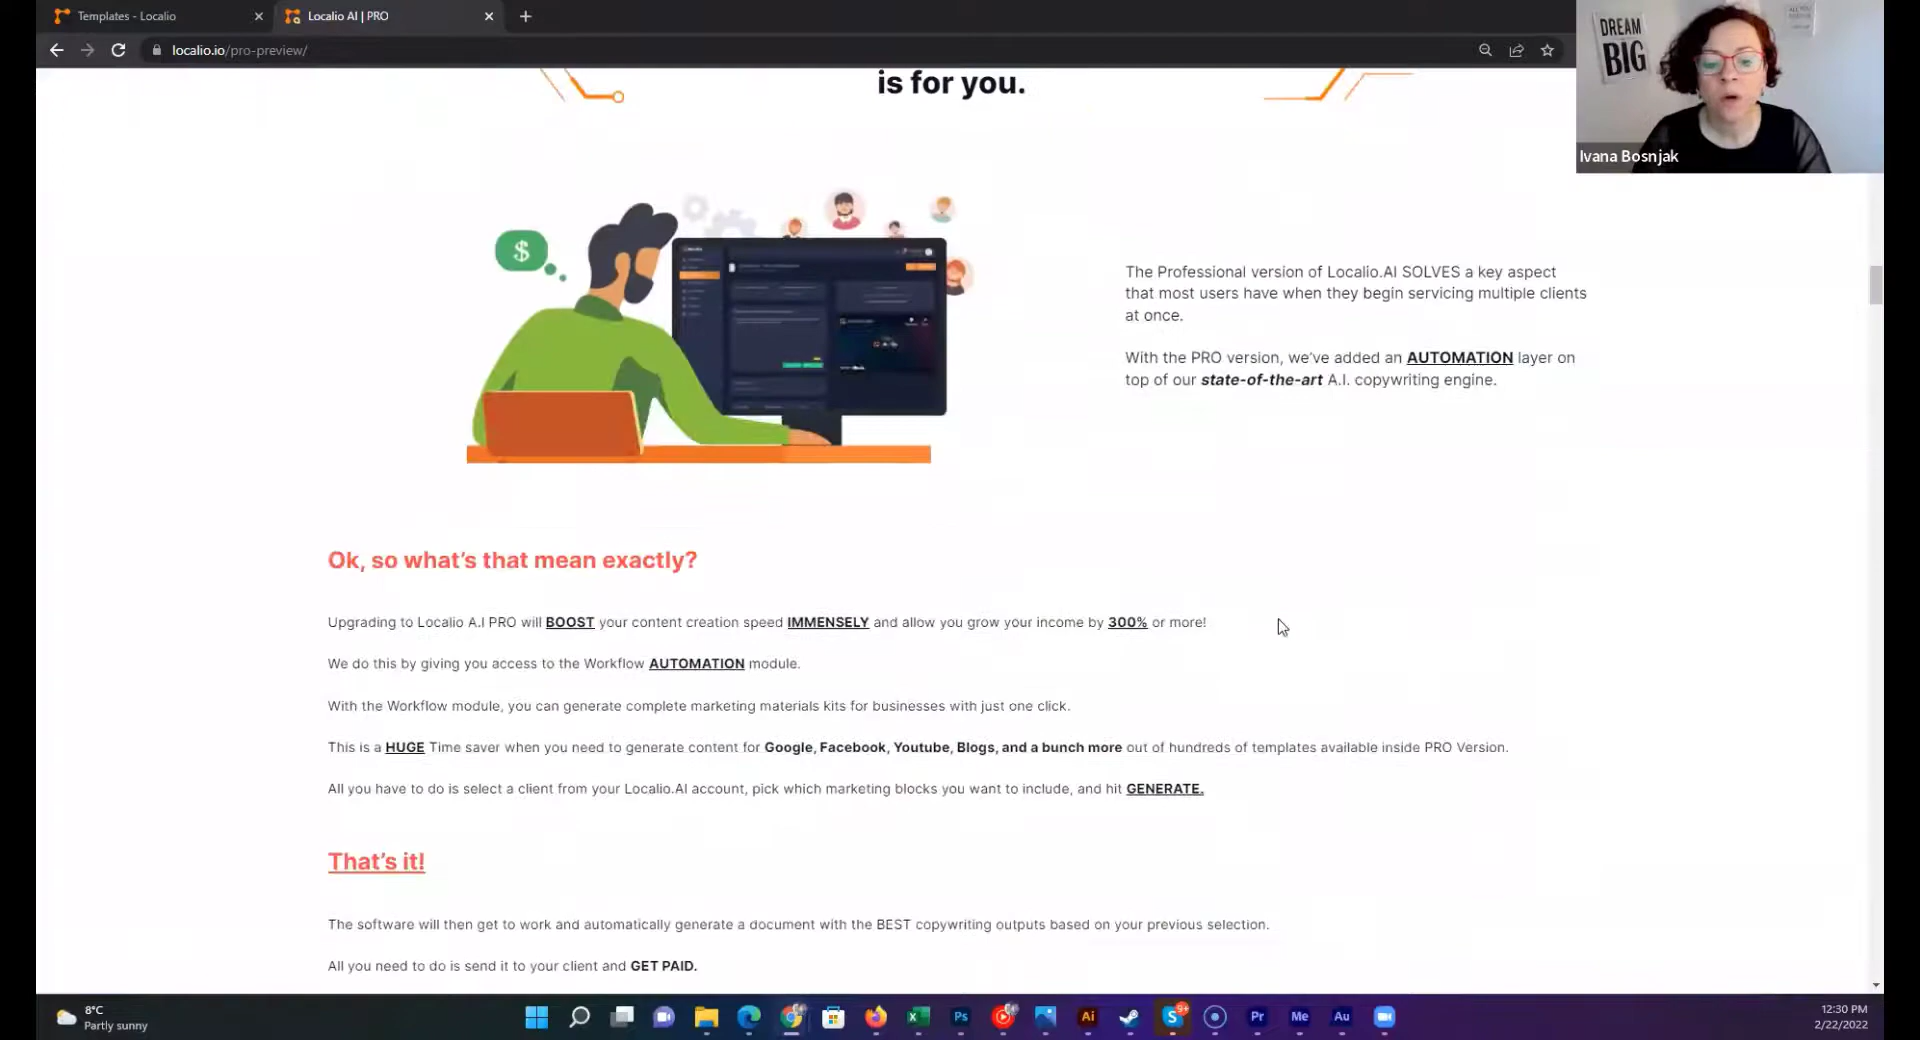 Templates - Localio
Localio AI | PRO
localio.io/pro-preview/
DREAM
BIG
Ivana Bosnjak
is for you.
$
The Professional version of Localio.AI SOLVES a key aspect
that most users have when they begin servicing multiple clients
at once.
With the PRO version, we've added an AUTOMATION layer on
top of our state-of-the-art A.I. copywriting engine.
Ok, so what's that mean exactly?
Upgrading to Localio A.I PRO will BOOST your content creation speed IMMENSELY and allow you grow your income by 300% or more!
We do this by giving you access to the Workflow AUTOMATION module.
With the Workflow module, you can generate complete marketing materials kits for businesses with just one click.
This is a HUGE Time saver when you need to generate content for Google, Facebook, Youtube, Blogs, and a bunch more out of hundreds of templates available inside PRO Version.
All you have to do is select a client from your Localio.AI account, pick which marketing blocks you want to include, and hit GENERATE.
That's it!
The software will then get to work and automatically generate a document with the BEST copywriting outputs based on your previous selection.
All you need to do is send it to your client and GET PAID.
8°C
Partly sunny
Ps
Ai
S
9+
Pr
Me
Au
12:30 PM
2/22/2022